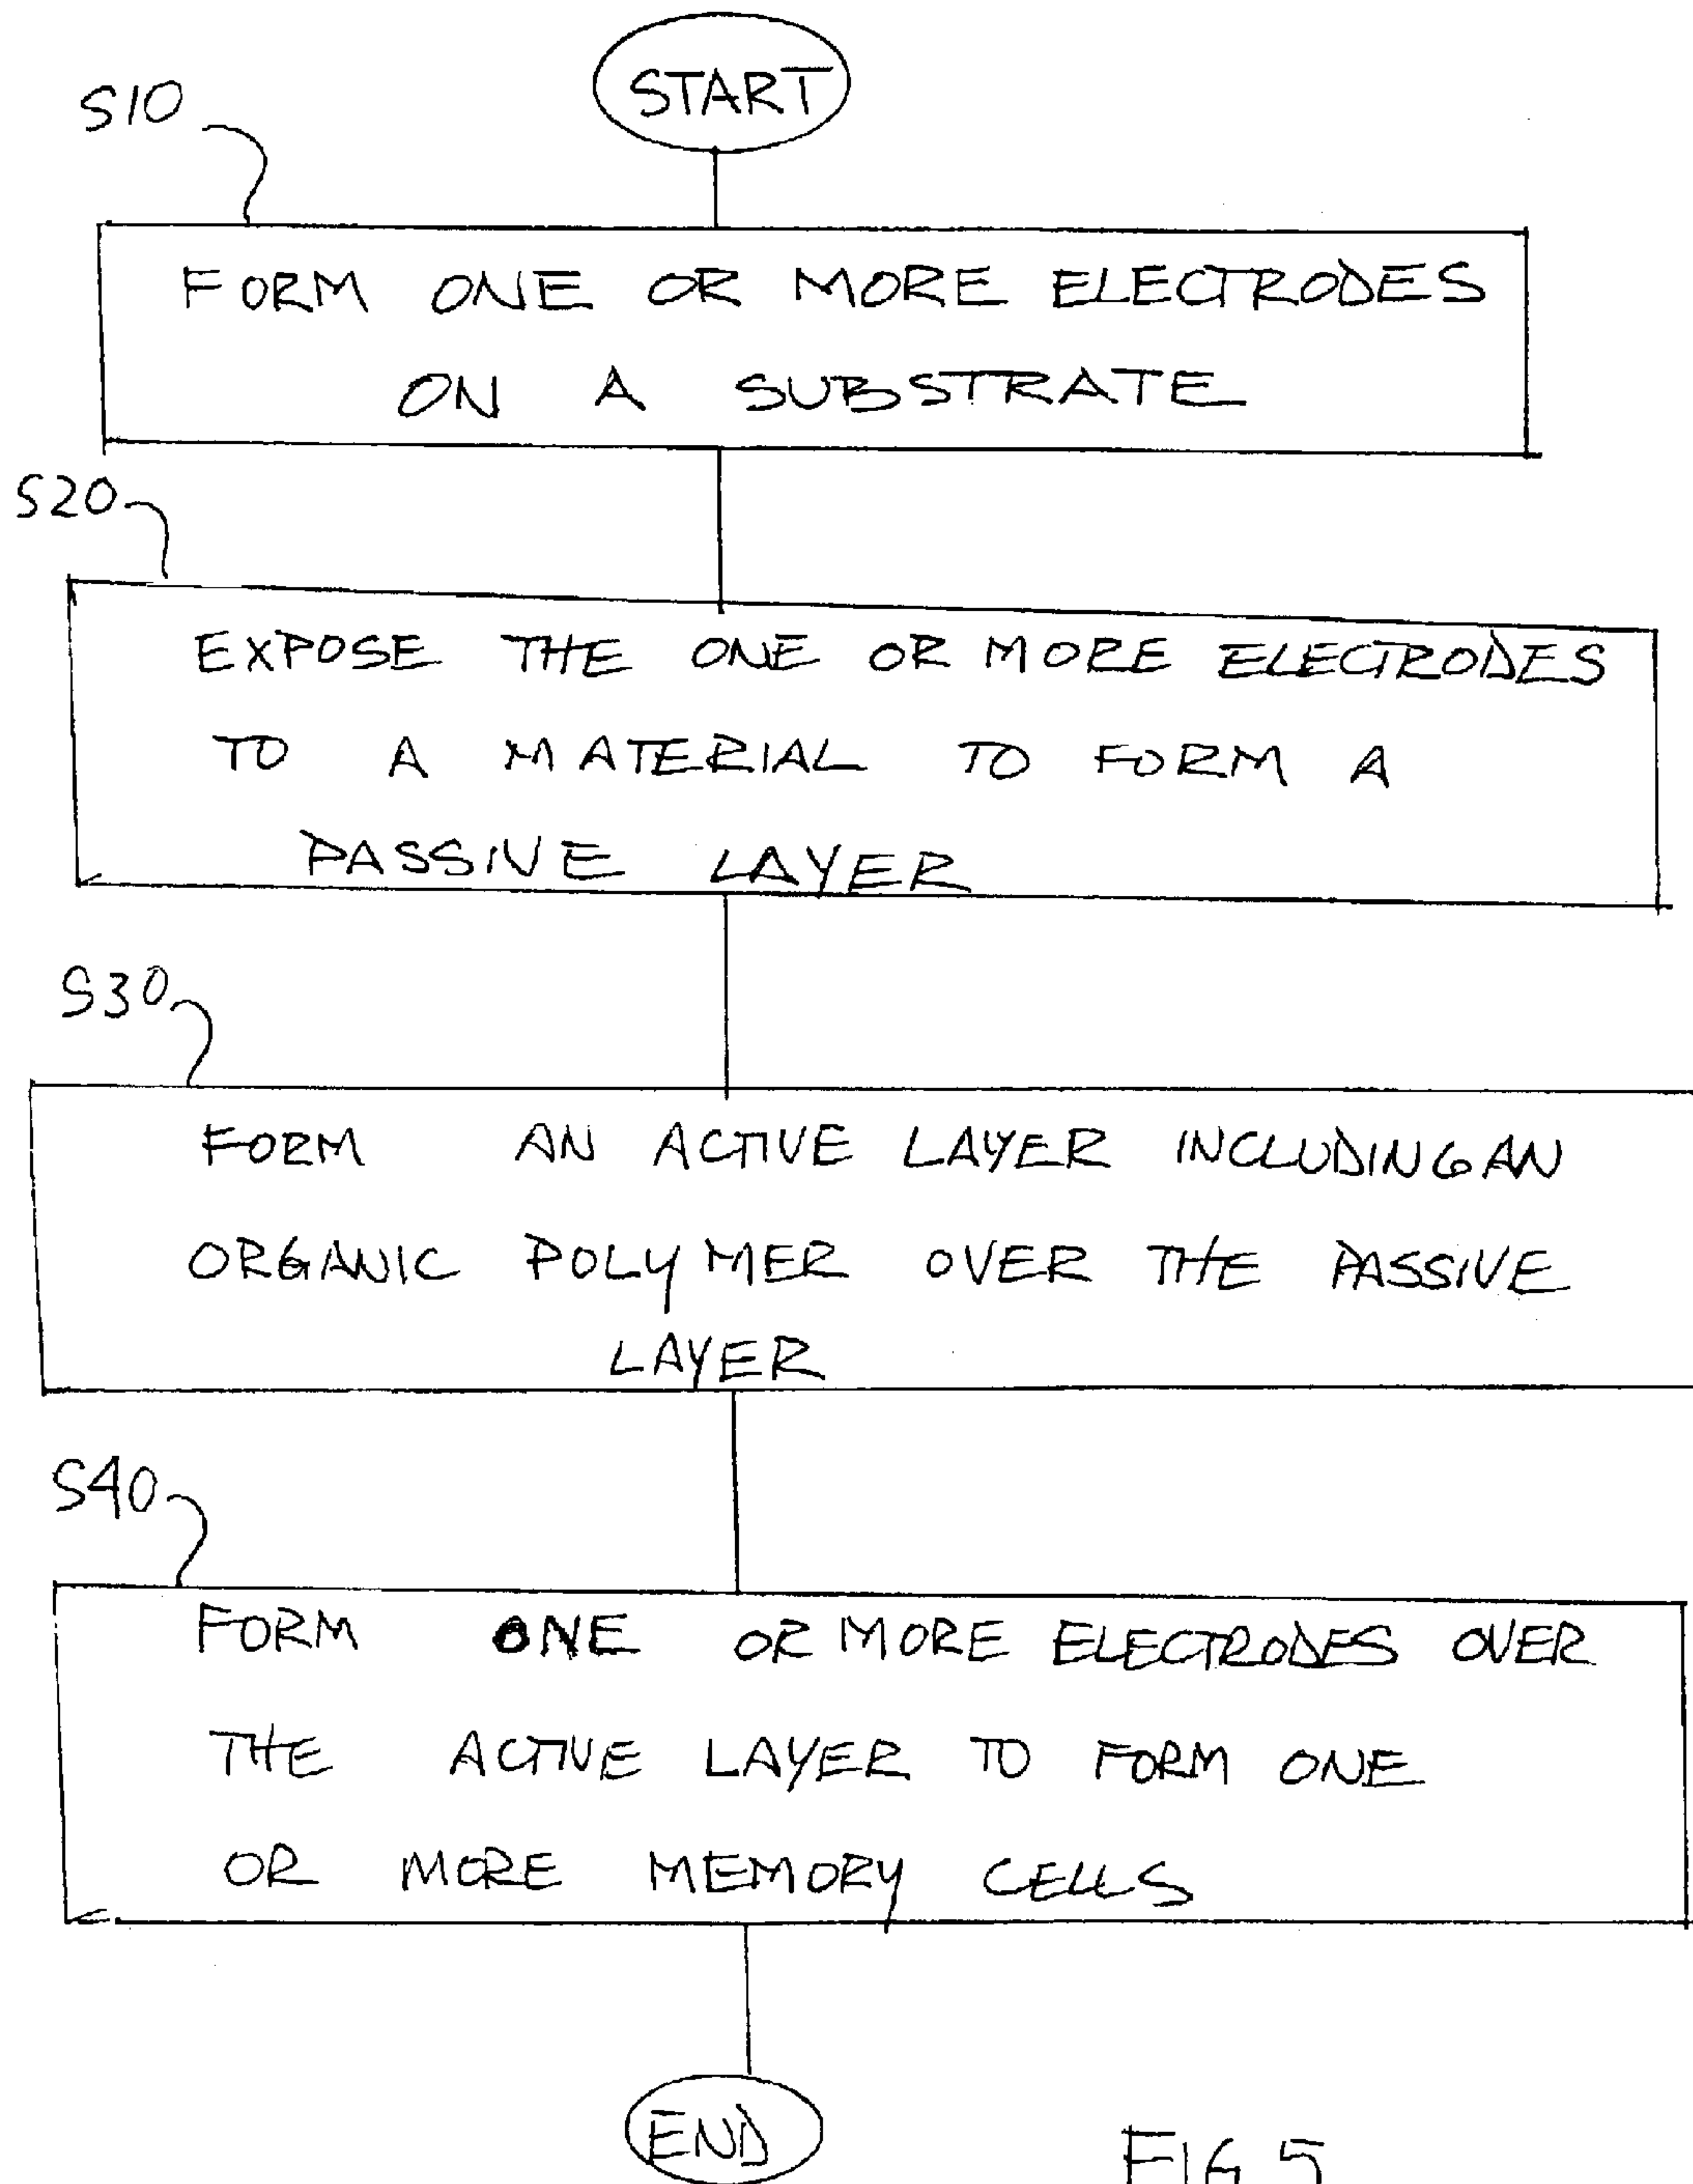 START
S10
FORM ONE OR MORE ELECTRODES
ON A SUBSTRATE
S20
EXPOSE THE ONE OR MORE ELECTRODES
TO A MATERIAL TO FORM A
PASSIVE LAYER
S30
FORM AN ACTIVE LAYER INCLUDING AN
ORGANIC POLYMER OVER THE PASSIVE
LAYER
S40
FORM ONE OR MORE ELECTRODES OVER
THE ACTIVE LAYER TO FORM ONE
OR MORE MEMORY CELLS
END
FIG 5